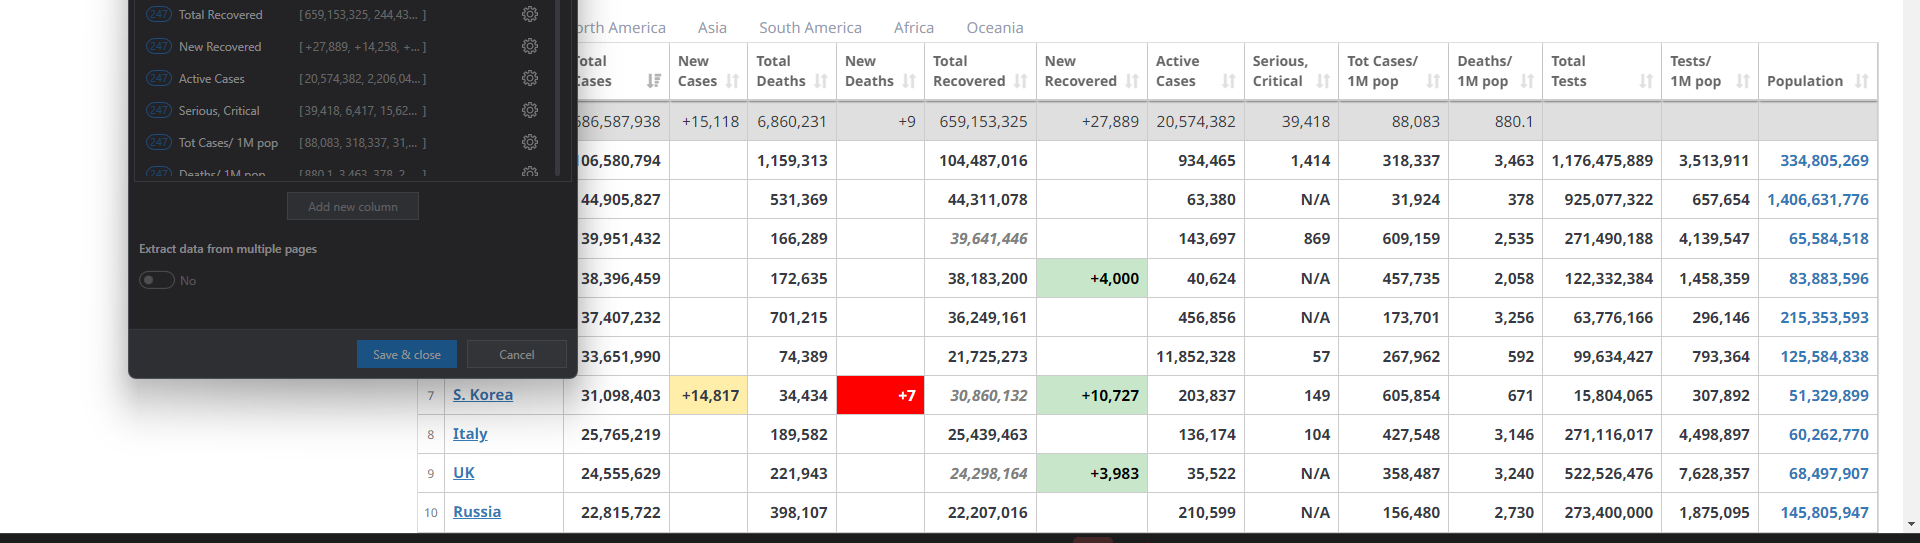 247 Total Recovered [659,153,325, 244,43... ]
247 New Recovered [+27,889, +14,258, +... ]
247 Active Cases [20,574,382, 2,206,04... ]
247 Serious, Critical [39,418, 6,417, 15,62... ]
247 Tot Cases/ 1M pop [88,083, 318,337, 31,... ]
247 Deaths/ 1M pop [880.1, 3,463, 378, 2...
Add new column
Extract data from multiple pages
No
Save & close Cancel
orth America Asia South America Africa Oceania
Total Cases New Cases Total Deaths New Deaths Total Recovered New Recovered Active Cases Serious, Critical Tot Cases/ 1M pop Deaths/ 1M pop Total Tests Tests/ 1M pop Population
686,587,938 +15,118 6,860,231 +9 659,153,325 +27,889 20,574,382 39,418 88,083 880.1
106,580,794 1,159,313 104,487,016 934,465 1,414 318,337 3,463 1,176,475,889 3,513,911 334,805,269
44,905,827 531,369 44,311,078 63,380 N/A 31,924 378 925,077,322 657,654 1,406,631,776
39,951,432 166,289 39,641,446 143,697 869 609,159 2,535 271,490,188 4,139,547 65,584,518
38,396,459 172,635 38,183,200 +4,000 40,624 N/A 457,735 2,058 122,332,384 1,458,359 83,883,596
37,407,232 701,215 36,249,161 456,856 N/A 173,701 3,256 63,776,166 296,146 215,353,593
33,651,990 74,389 21,725,273 11,852,328 57 267,962 592 99,634,427 793,364 125,584,838
7 S. Korea 31,098,403 +14,817 34,434 +7 30,860,132 +10,727 203,837 149 605,854 671 15,804,065 307,892 51,329,899
8 Italy 25,765,219 189,582 25,439,463 136,174 104 427,548 3,146 271,116,017 4,498,897 60,262,770
9 UK 24,555,629 221,943 24,298,164 +3,983 35,522 N/A 358,487 3,240 522,526,476 7,628,357 68,497,907
10 Russia 22,815,722 398,107 22,207,016 210,599 N/A 156,480 2,730 273,400,000 1,875,095 145,805,947